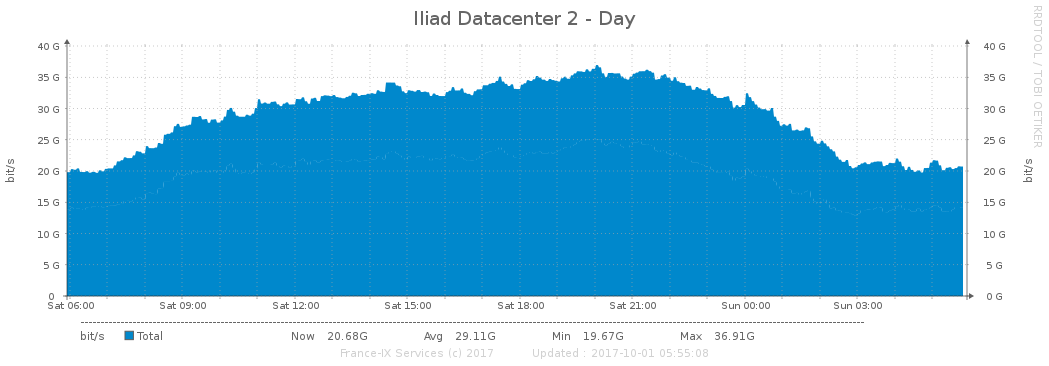 Iliad Datacenter 2 - Day
RRDTOOL / TOBI OETIKER
40 G 40 G
35 G 35 G
30 G 30 G
25 G 25 G
20 G 20 G
15 G 15 G
10 G 10 G
5 G 5 G
0 0 G
bit/s bit/s
Sat 06:00 Sat 09:00 Sat 12:00 Sat 15:00 Sat 18:00 Sat 21:00 Sun 00:00 Sun 03:00
bit/s Total Now 20.68G Avg 29.11G Min 19.67G Max 36.91G
France-IX Services (c) 2017 Updated : 2017-10-01 05:55:08